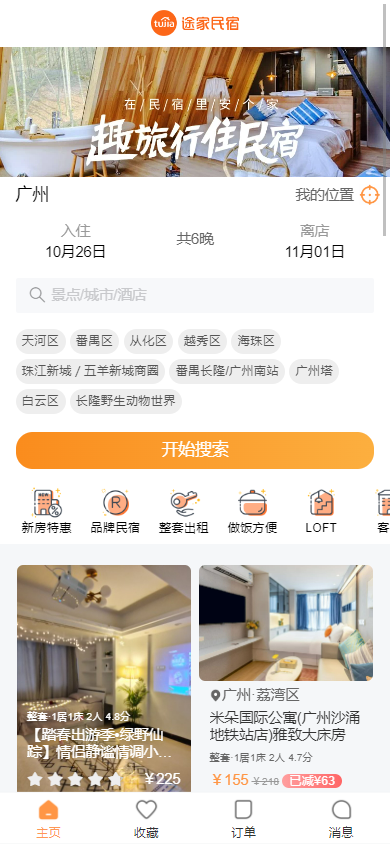 tujia 途家民宿
在/民/宿/里/安/个/家
趣旅行住民宿
广州
我的位置
入住
共6晚
离店
10月26日
11月01日
景点/城市/酒店
天河区
番禺区
从化区
越秀区
海珠区
珠江新城 / 五羊新城商圈
番禺长隆/广州南站
广州塔
白云区
长隆野生动物世界
开始搜索
新房特惠
品牌民宿
整套出租
做饭方便
LOFT
客
整套·1居1床 2人 4.8分
【踏春出游季•绿野仙
踪】情侣静谧情调小...
￥225
广州·荔湾区
米朵国际公寓(广州沙涌
地铁站店)雅致大床房
整套·1居1床 2人 4.7分
￥155 ￥218 已减¥63
主页
收藏
订单
消息